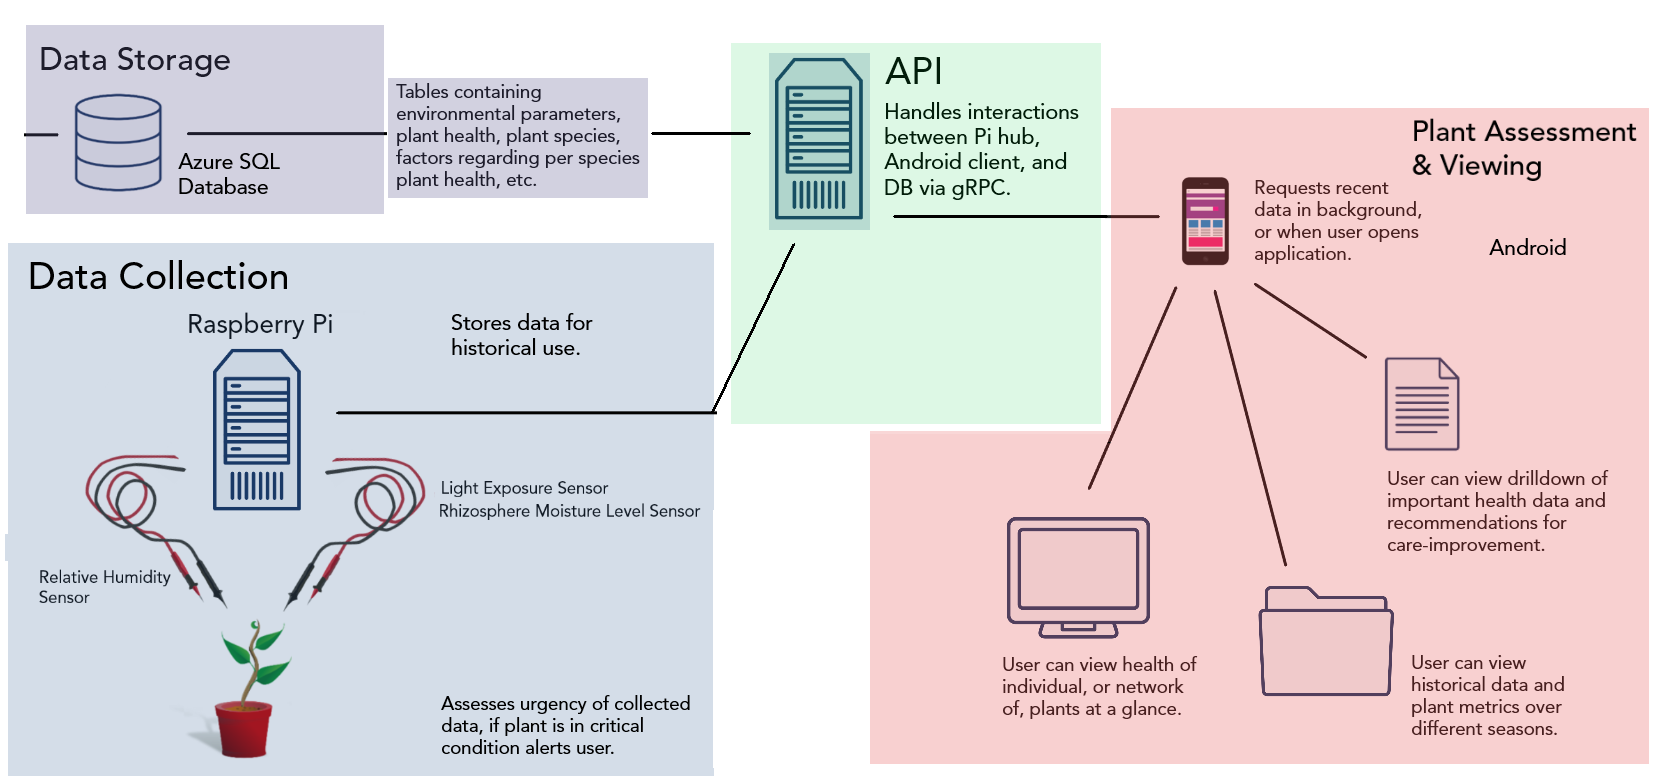 Data Storage
Azure SQL
Database
Tables containing
environmental parameters,
plant health, plant species,
factors regarding per species
plant health, etc.
API
Handles interactions
between Pi hub,
Android client, and
DB via gRPC.
Plant Assessment
& Viewing
Requests recent
data in background,
or when user opens
application.
Android
Data Collection
Raspberry Pi
Stores data for
historical use.
Light Exposure Sensor
Rhizosphere Moisture Level Sensor
Relative Humidity
Sensor
Assesses urgency of collected
data, if plant is in critical
condition alerts user.
User can view drilldown of
important health data and
recommendations for
care-improvement.
User can view health of
individual, or network
of, plants at a glance.
User can view
historical data and
plant metrics over
different seasons.